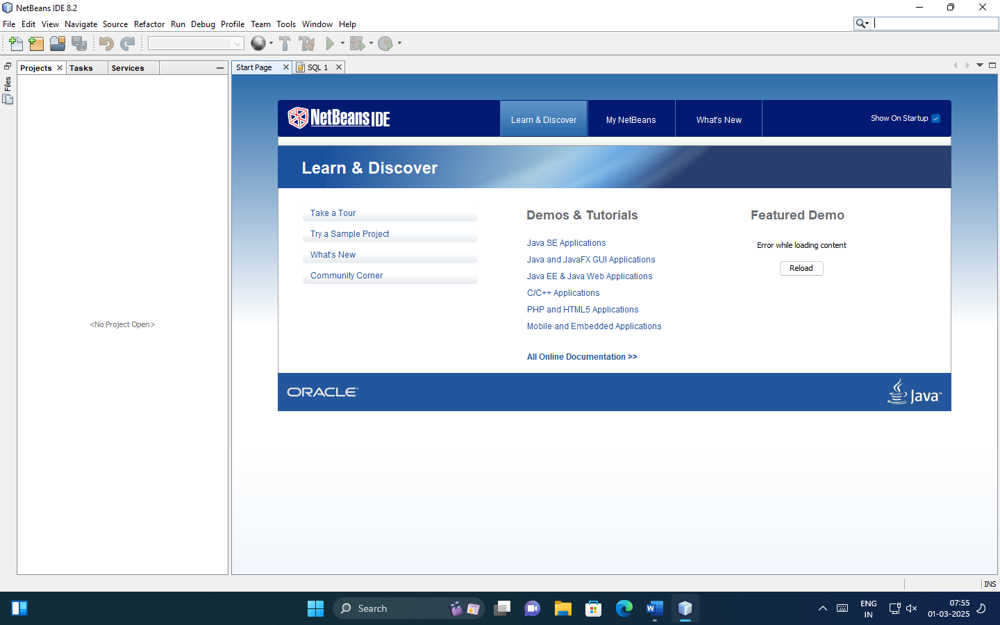 NetBeans IDE 8.2
File Edit View Navigate Source Refactor Run Debug Profile Team Tools Window Help
Projects Tasks Services
Start Page SQL 1
Files
NetBeans IDE
Learn & Discover My NetBeans What's New Show On Startup
Learn & Discover
Take a Tour
Try a Sample Project
What's New
Community Corner
Demos & Tutorials
Java SE Applications
Java and JavaFX GUI Applications
Java EE & Java Web Applications
C/C++ Applications
PHP and HTML5 Applications
Mobile and Embedded Applications
All Online Documentation >>
Featured Demo
Error while loading content
Reload
<No Project Open>
ORACLE
Java™
INS
Search
ENG
IN
07:55
01-03-2025